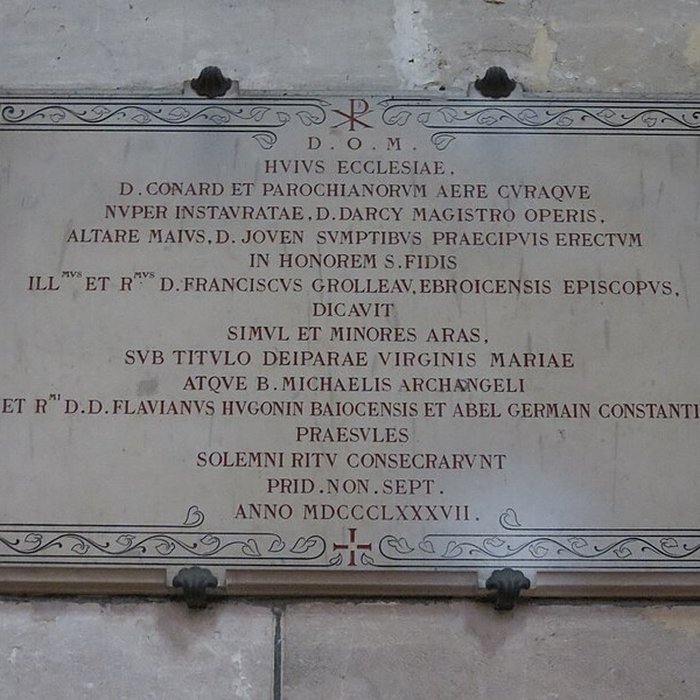 D. O. M.
HVIVS ECCLESIAE,
D. CONARD ET PAROCHIANORVM AERE CVRAQVE
NVPER INSTAVRATAE, D. DARCY MAGISTRO OPERIS,
ALTARE MAIVS, D. JOVEN SVMPTIBVS PRAECIPVIS ERECTVM
IN HONOREM S. FIDIS
ILLMVS ET RMVS D. FRANCISCVS GROLLEAV, EBROICENSIS EPISCOPVS,
DICAVIT
SIMVL ET MINORES ARAS,
SVB TITVLO DEIPARAE VIRGINIS MARIAE
ATQVE B. MICHAELIS ARCHANGELI
ET RMI D.D. FLAVIANVS HVGONIN BAIOCENSIS ET ABEL GERMAIN CONSTANTI
PRAESVLES
SOLEMNI RITV CONSECRARVNT
PRID. NON. SEPT.
ANNO MDCCCLXXXVII.